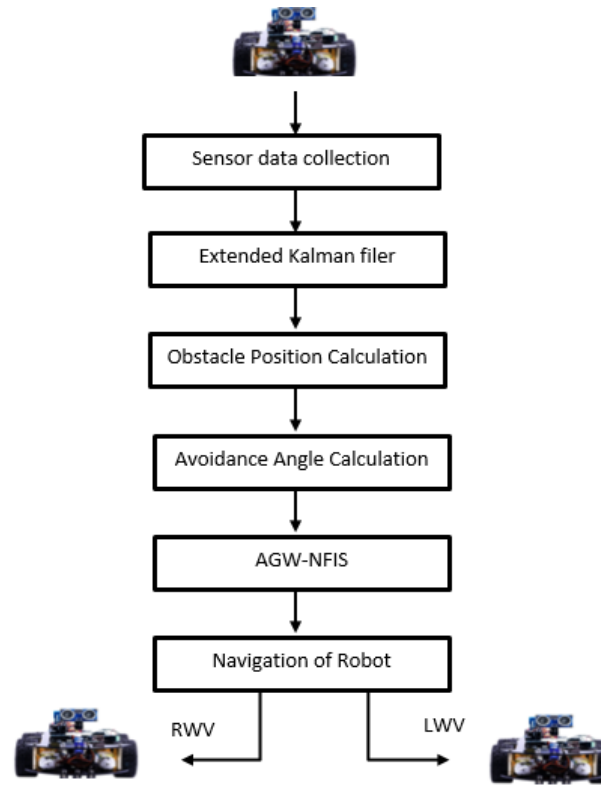 Sensor data collection
Extended Kalman filer
Obstacle Position Calculation
Avoidance Angle Calculation
AGW-NFIS
Navigation of Robot
RWV
LWV